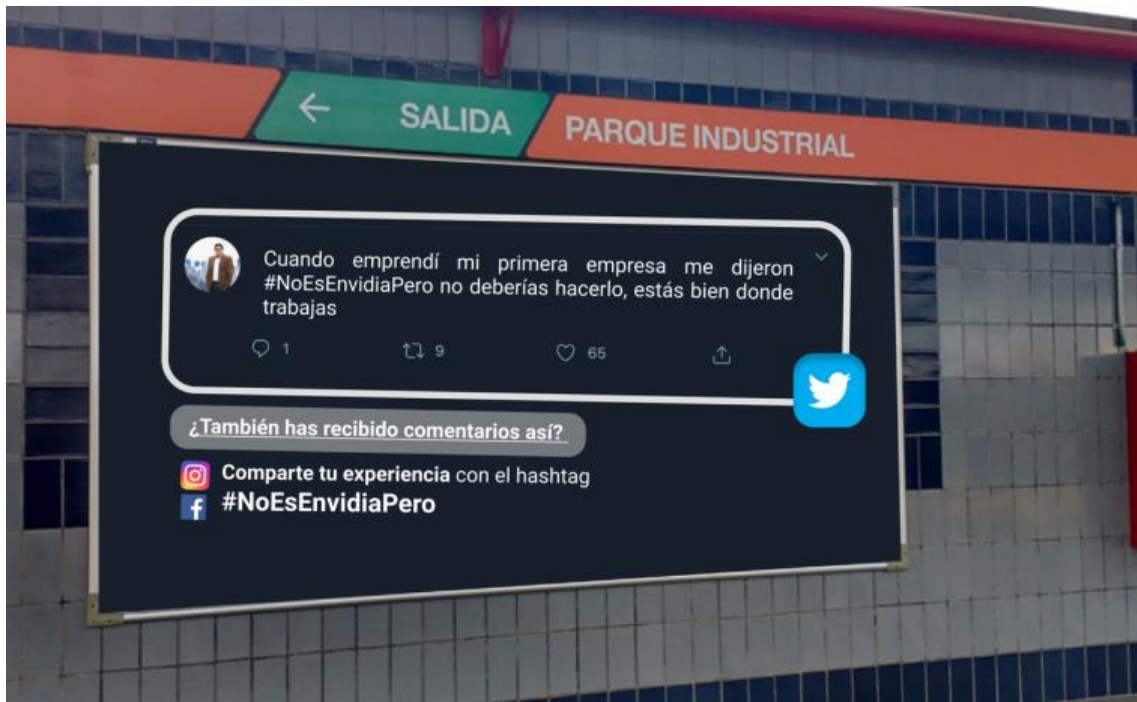 ← SALIDA
PARQUE INDUSTRIAL
Cuando emprendí mi primera empresa me dijeron
#NoEsEnvidiaPero no deberías hacerlo, estás bien donde
trabajas
1 9 65
¿También has recibido comentarios así?
Comparte tu experiencia con el hashtag
#NoEsEnvidiaPero